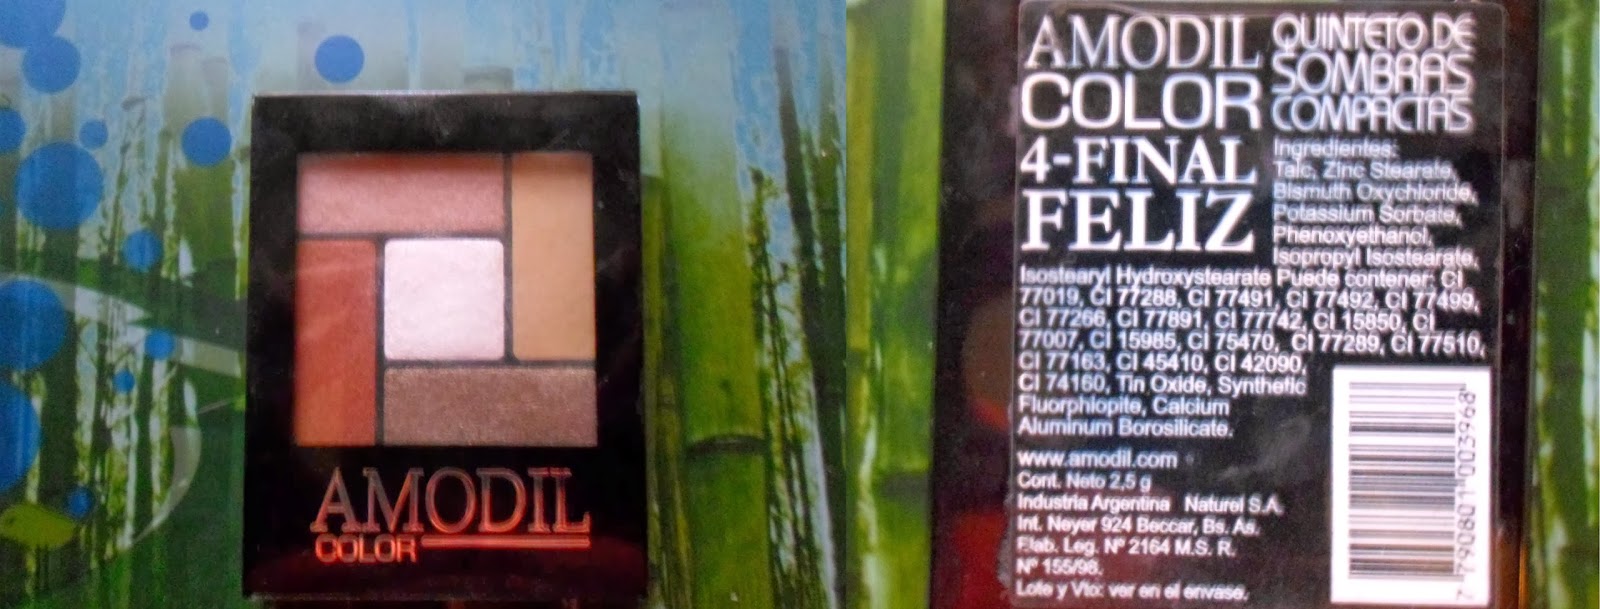 AMODIL
COLOR
AMODIL
COLOR
4-FINAL
FELIZ
QUINTETO DE
SOMBRAS
COMPACTAS
Ingredientes:
Talc, Zinc Stearate,
Bismuth Oxychloride,
Potassium Sorbate,
Phenoxyethanol,
Isopropyl Isostearate,
Isostearyl Hydroxystearate Puede contener: CI
77019, CI 77288, CI 77491, CI 77492, CI 77499,
CI 77266, CI 77891, CI 77742, CI 15850, CI
77007, CI 15985, CI 75470, CI 77289, CI 77510,
CI 77163, CI 45410, CI 42090,
CI 74160, Tin Oxide, Synthetic
Fluorphlopite, Calcium
Aluminum Borosilicate.
www.amodil.com
Cont. Neto 2,5 g
Industria Argentina Naturel S.A.
Int. Neyer 924 Beccar, Bs. As.
Elab. Leg. Nº 2164 M.S. R.
Nº 155/98.
Lote y Vto: ver en el envase.
7 790801 003968